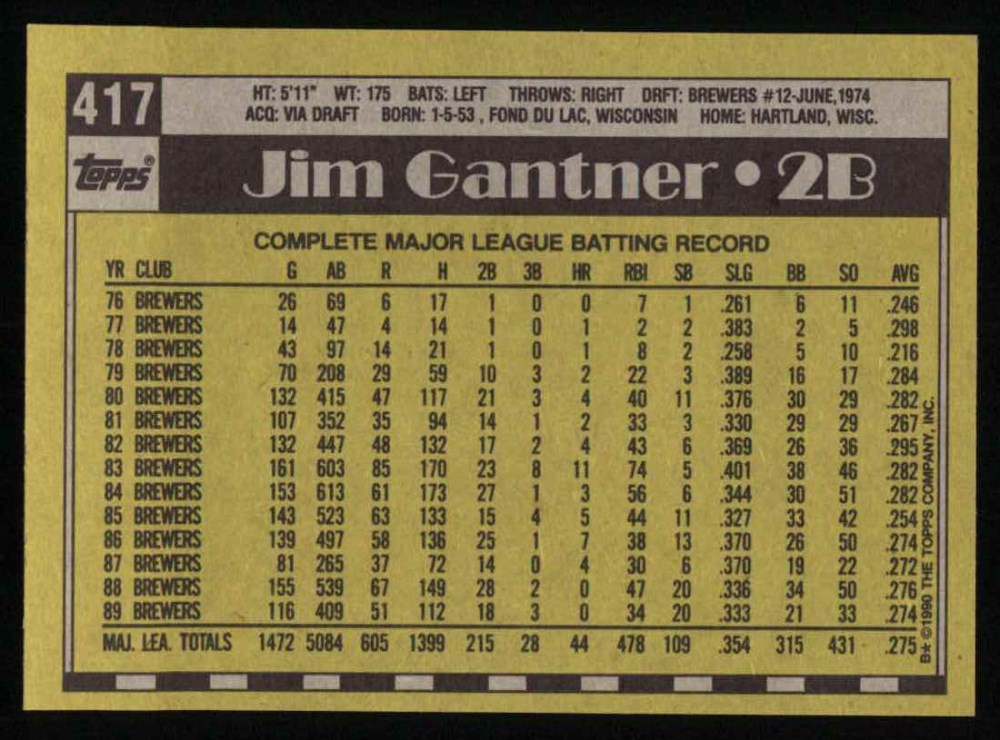 417
HT: 5'11" WT: 175 BATS: LEFT THROWS: RIGHT DRFT: BREWERS #12-JUNE,1974
ACQ: VIA DRAFT BORN: 1-5-53 , FOND DU LAC, WISCONSIN HOME: HARTLAND, WISC.
Topps®
Jim Gantner • 2B
COMPLETE MAJOR LEAGUE BATTING RECORD
YR CLUB G AB R H 2B 3B HR RBI SB SLG BB SO AVG
76 BREWERS 26 69 6 17 1 0 0 7 1 .261 6 11 .246
77 BREWERS 14 47 4 14 1 0 1 2 2 .383 2 5 .298
78 BREWERS 43 97 14 21 1 0 1 8 2 .258 5 10 .216
79 BREWERS 70 208 29 59 10 3 2 22 3 .389 16 17 .284
80 BREWERS 132 415 47 117 21 3 4 40 11 .376 30 29 .282
81 BREWERS 107 352 35 94 14 1 2 33 3 .330 29 29 .267
82 BREWERS 132 447 48 132 17 2 4 43 6 .369 26 36 .295
83 BREWERS 161 603 85 170 23 8 11 74 5 .401 38 46 .282
84 BREWERS 153 613 61 173 27 1 3 56 6 .344 30 51 .282
85 BREWERS 143 523 63 133 15 4 5 44 11 .327 33 42 .254
86 BREWERS 139 497 58 136 25 1 7 38 13 .370 26 50 .274
87 BREWERS 81 265 37 72 14 0 4 30 6 .370 19 22 .272
88 BREWERS 155 539 67 149 28 2 0 47 20 .336 34 50 .276
89 BREWERS 116 409 51 112 18 3 0 34 20 .333 21 33 .274
MAJ. LEA. TOTALS 1472 5084 605 1399 215 28 44 478 109 .354 315 431 .275
B* ©1990 THE TOPPS COMPANY, INC.